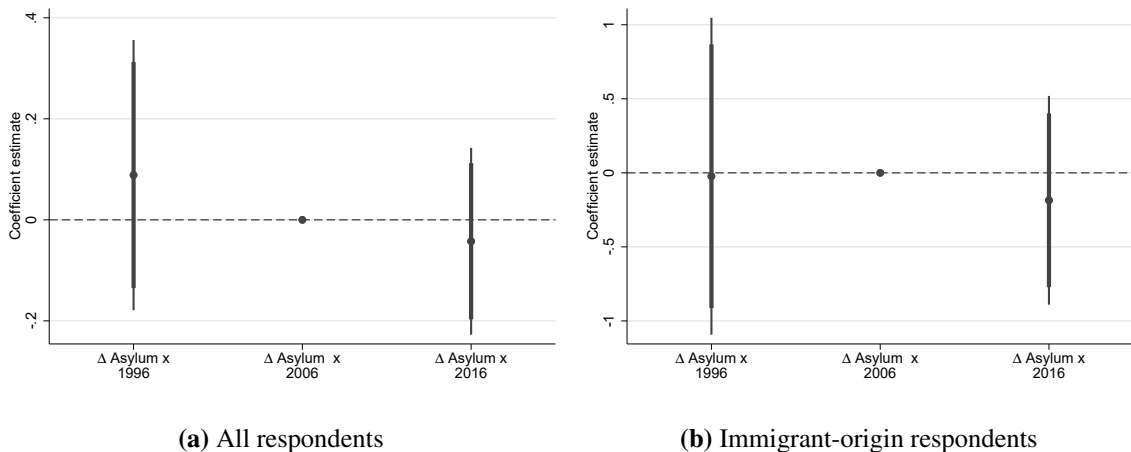 Coefficient estimate
.4
.2
0
-.2
Δ Asylum x
1996
Δ Asylum x
2006
Δ Asylum x
2016
(a) All respondents
Coefficient estimate
1
.5
0
-.5
-1
Δ Asylum x
1996
Δ Asylum x
2006
Δ Asylum x
2016
(b) Immigrant-origin respondents